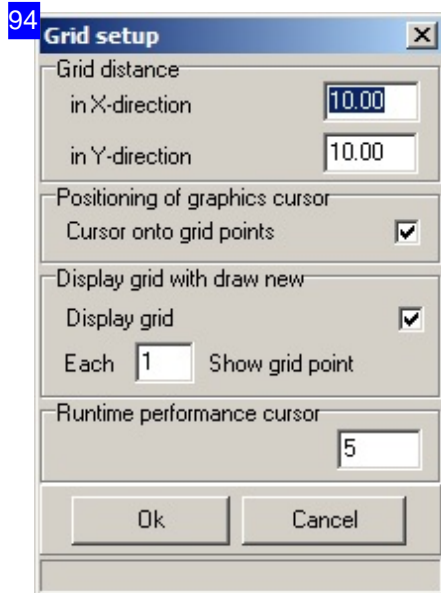 94
Grid setup
Grid distance
in X-direction 10.00
in Y-direction 10.00
Positioning of graphics cursor
Cursor onto grid points
Display grid with draw new
Display grid
Each 1 Show grid point
Runtime performance cursor
5
Ok Cancel